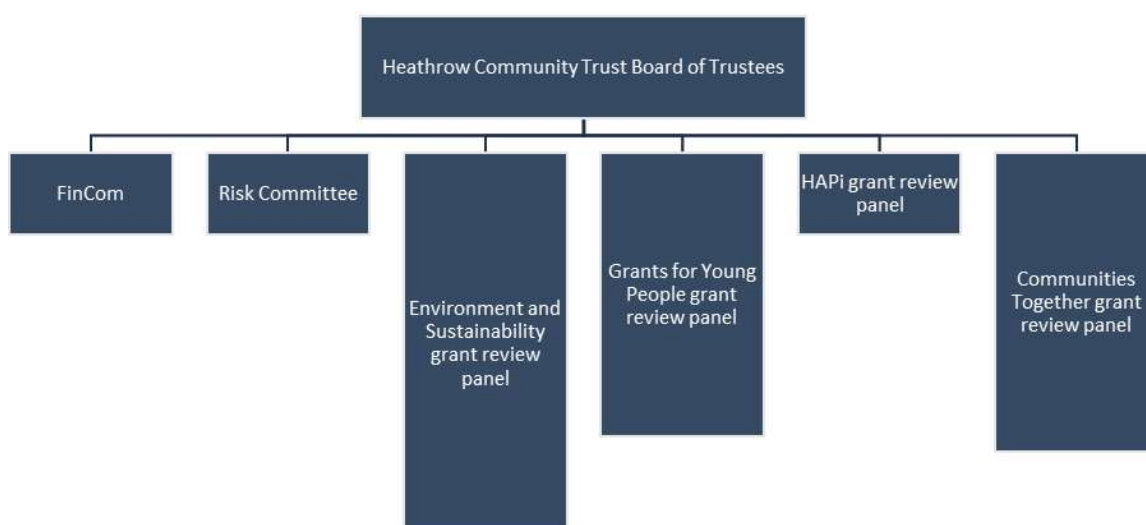 Heathrow Community Trust Board of Trustees
FinCom
Risk Committee
Environment and
Sustainability
grant review
panel
Grants for Young
People grant
review panel
HAPi grant review
panel
Communities
Together grant
review panel